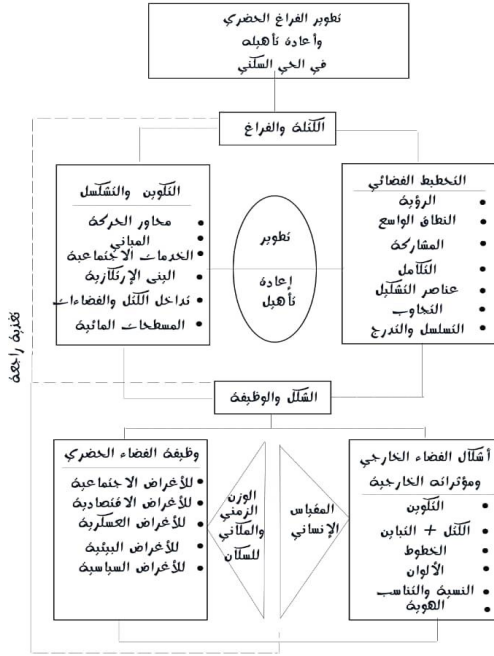 تطوير الفراغ الحضري
وأعادة تأهيله
في الحي السكني
الكتلة والفراغ
التخطيط الفضائي
الرؤية
النطاق الواسع
المشاركة
التكامل
عناصر التشكيل
التجاوب
التسلسل والتدرج
تطوير
إعادة
تأهيل
التكوين والتشكل
محاور الحركة
المباني
الخدمات الاجتماعية
البنى الإرتكازية
تداخل الكتل والفضاءات
المسطحات المائية
تغذية راجعة
الشكل والوظيفة
أشكال الفضاء الخارجي
ومؤثراته الخارجية
التكوين
الكتل + التباين
الخطوط
الألوان
النسبة والتناسب
الهوية
المقياس
الإنساني
الوزن
الزمني
والمكاني
للسكان
وظيفة الفضاء الحضري
للأغراض الاجتماعية
للأغراض الاقتصادية
للأغراض العسكرية
للأغراض البيئية
للأغراض السياسية